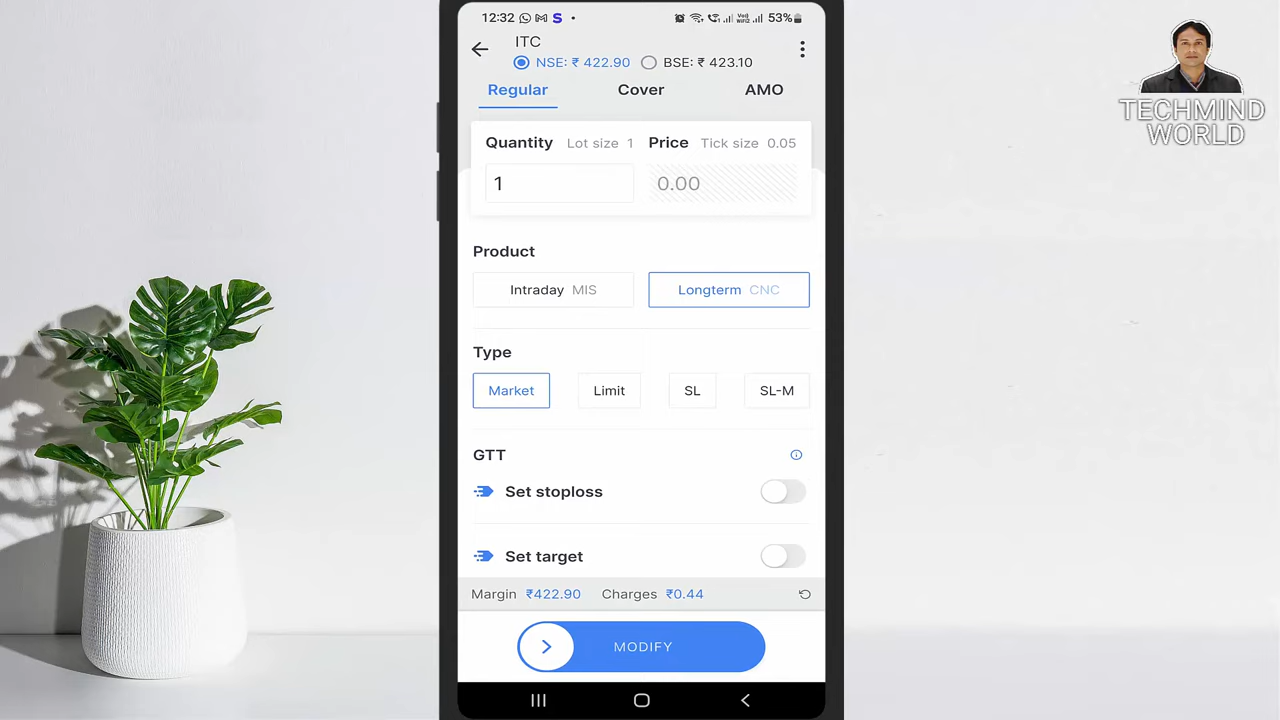 12:32 S 53%
ITC
NSE: ₹ 422.90 BSE: ₹ 423.10
Regular Cover AMO
Quantity Lot size 1 Price Tick size 0.05
1 0.00
Product
Intraday MIS Longterm CNC
Type
Market Limit SL SL-M
GTT
Set stoploss
Set target
Margin ₹422.90 Charges ₹0.44
MODIFY
TECHMIND
WORLD